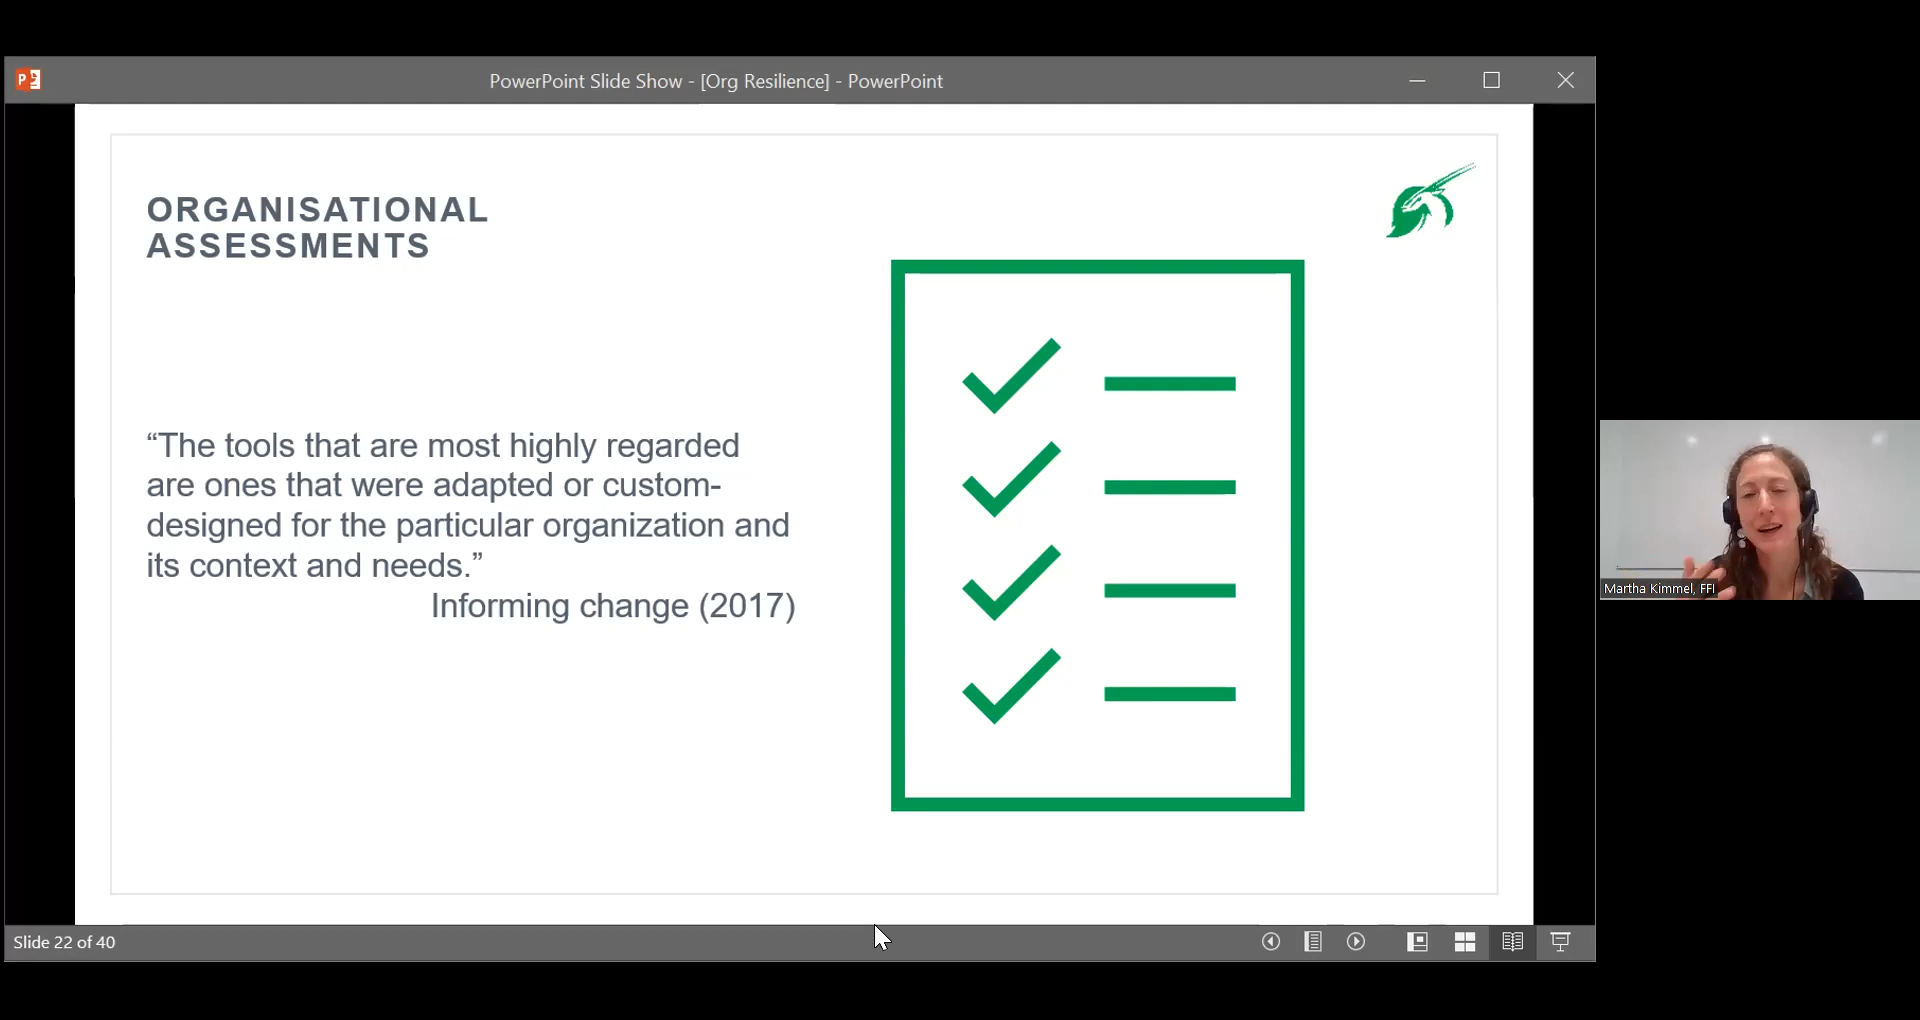 PowerPoint Slide Show - [Org Resilience] - PowerPoint
ORGANISATIONAL
ASSESSMENTS
“The tools that are most highly regarded
are ones that were adapted or custom-
designed for the particular organization and
its context and needs.”
Informing change (2017)
Martha Kimmel, FFI
Slide 22 of 40